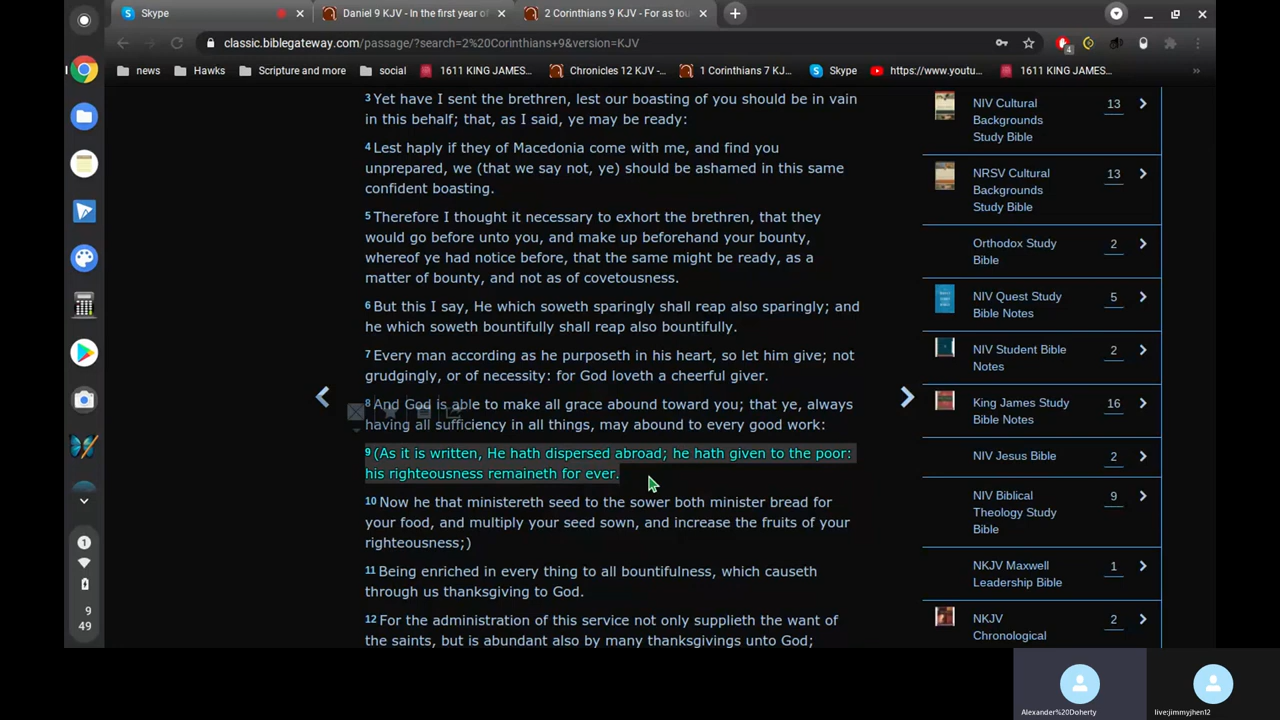 Skype
Daniel 9 KJV - In the first year of
2 Corinthians 9 KJV - For as tou
classic.biblegateway.com/passage/?search=2%20Corinthians+9&version=KJV
4
news
Hawks
Scripture and more
social
1611 KING JAMES...
Chronicles 12 KJV -...
1 Corinthians 7 KJ...
Skype
https://www.youtu...
1611 KING JAMES...
»
3 Yet have I sent the brethren, lest our boasting of you should be in vain
in this behalf; that, as I said, ye may be ready:
4 Lest haply if they of Macedonia come with me, and find you
unprepared, we (that we say not, ye) should be ashamed in this same
confident boasting.
5 Therefore I thought it necessary to exhort the brethren, that they
would go before unto you, and make up beforehand your bounty,
whereof ye had notice before, that the same might be ready, as a
matter of bounty, and not as of covetousness.
6 But this I say, He which soweth sparingly shall reap also sparingly; and
he which soweth bountifully shall reap also bountifully.
7 Every man according as he purposeth in his heart, so let him give; not
grudgingly, or of necessity: for God loveth a cheerful giver.
8 And God is able to make all grace abound toward you; that ye, always
having all sufficiency in all things, may abound to every good work:
9 (As it is written, He hath dispersed abroad; he hath given to the poor:
his righteousness remaineth for ever.
10 Now he that ministereth seed to the sower both minister bread for
your food, and multiply your seed sown, and increase the fruits of your
righteousness;)
11 Being enriched in every thing to all bountifulness, which causeth
through us thanksgiving to God.
12 For the administration of this service not only supplieth the want of
the saints, but is abundant also by many thanksgivings unto God;
NIV Cultural
Backgrounds
Study Bible
13
NRSV Cultural
Backgrounds
Study Bible
13
Orthodox Study
Bible
2
NIV Quest Study
Bible Notes
5
NIV Student Bible
Notes
2
King James Study
Bible Notes
16
NIV Jesus Bible
2
NIV Biblical
Theology Study
Bible
9
NKJV Maxwell
Leadership Bible
1
NKJV
Chronological
2
1
9
49
Alexander%20Doherty
live:jimmyjhen12